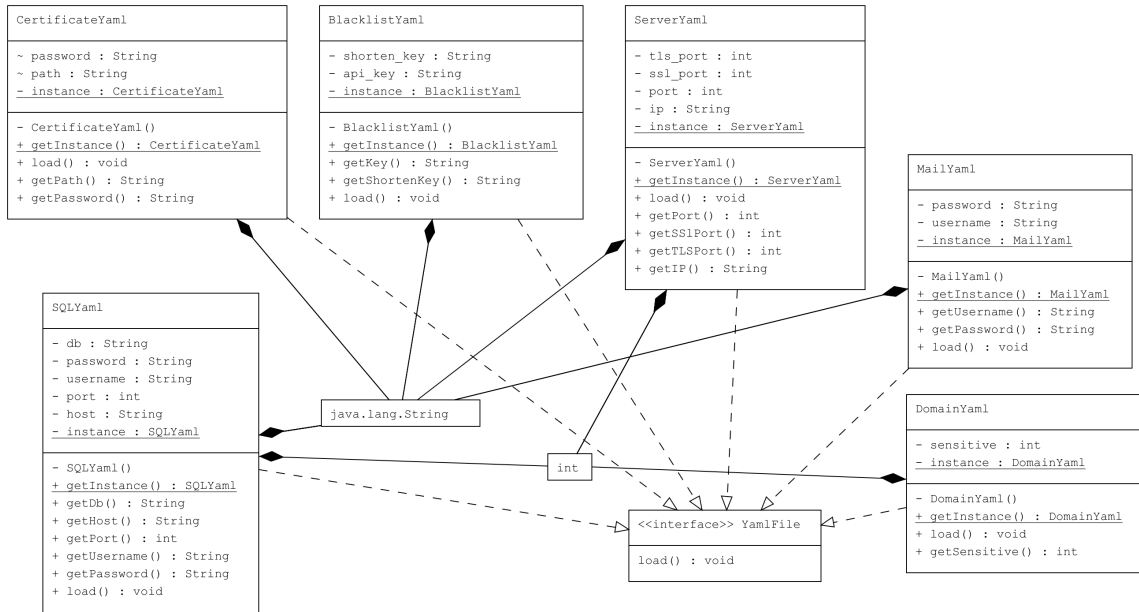 CertificateYaml
~ password : String
~ path : String
- instance : CertificateYaml
- CertificateYaml()
+ getInstance() : CertificateYaml
+ load() : void
+ getPath() : String
+ getPassword() : String
BlacklistYaml
- shorten_key : String
- api_key : String
- instance : BlacklistYaml
- BlacklistYaml()
+ getInstance() : BlacklistYaml
+ getKey() : String
+ getShortenKey() : String
+ load() : void
ServerYaml
- tls_port : int
- ssl_port : int
- port : int
- ip : String
- instance : ServerYaml
- ServerYaml()
+ getInstance() : ServerYaml
+ load() : void
+ getPort() : int
+ getSSlPort() : int
+ getTLSPort() : int
+ getIP() : String
MailYaml
- password : String
- username : String
- instance : MailYaml
- MailYaml()
+ getInstance() : MailYaml
+ getUsername() : String
+ getPassword() : String
+ load() : void
SQLYaml
- db : String
- password : String
- username : String
- port : int
- host : String
- instance : SQLYaml
- SQLYaml()
+ getInstance() : SQLYaml
+ getDb() : String
+ getHost() : String
+ getPort() : int
+ getUsername() : String
+ getPassword() : String
+ load() : void
java.lang.String
int
DomainYaml
- sensitive : int
- instance : DomainYaml
- DomainYaml()
+ getInstance() : DomainYaml
+ load() : void
+ getSensitive() : int
<<interface>> YamlFile
load() : void